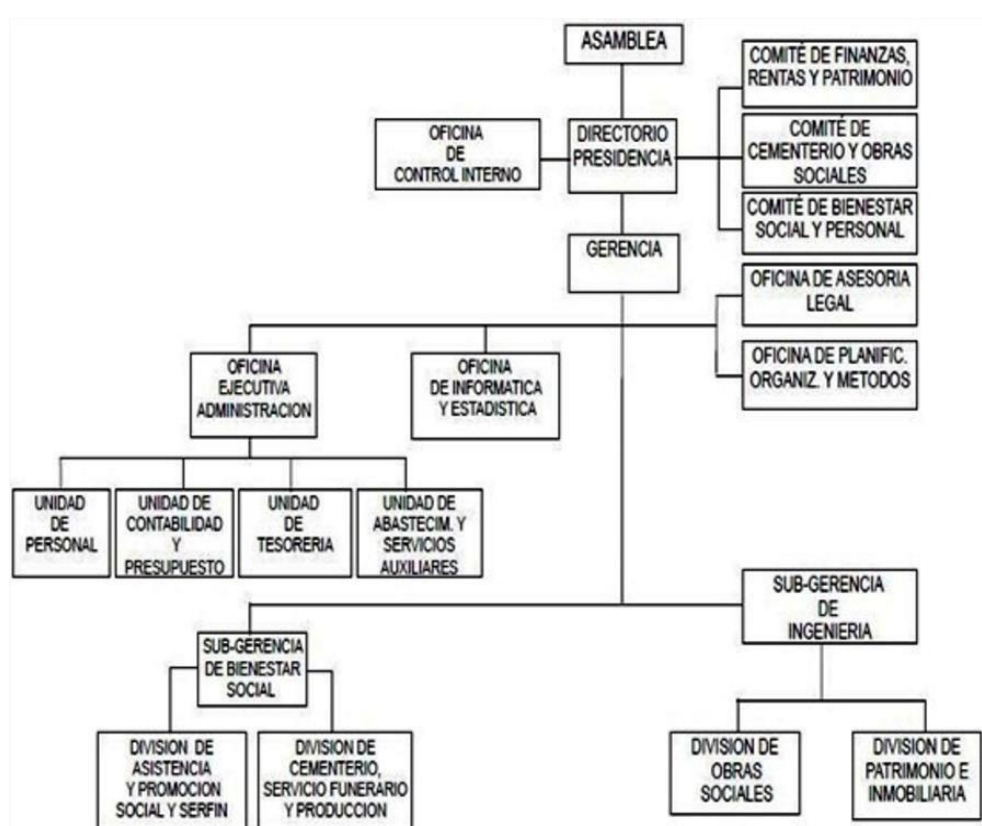 ASAMBLEA
COMITÉ DE FINANZAS,
RENTAS Y PATRIMONIO
OFICINA
DE
CONTROL INTERNO
DIRECTORIO
PRESIDENCIA
COMITÉ DE
CEMENTERIO Y OBRAS
SOCIALES
COMITÉ DE BIENESTAR
SOCIAL Y PERSONAL
GERENCIA
OFICINA DE ASESORIA
LEGAL
OFICINA
EJECUTIVA
ADMINISTRACION
OFICINA
DE INFORMATICA
Y ESTADISTICA
OFICINA DE PLANIFIC.
ORGANIZ. Y METODOS
UNIDAD
DE
PERSONAL
UNIDAD DE
CONTABILIDAD
Y
PRESUPUESTO
UNIDAD
DE
TESORERIA
UNIDAD DE
ABASTECIM. Y
SERVICIOS
AUXILIARES
SUB-GERENCIA
DE
INGENIERIA
SUB-GERENCIA
DE BIENESTAR
SOCIAL
DIVISION DE
ASISTENCIA
Y PROMOCION
SOCIAL Y SERFIN
DIVISION DE
CEMENTERIO,
SERVICIO FUNERARIO
Y PRODUCCION
DIVISION DE
OBRAS
SOCIALES
DIVISION DE
PATRIMONIO E
INMOBILIARIA